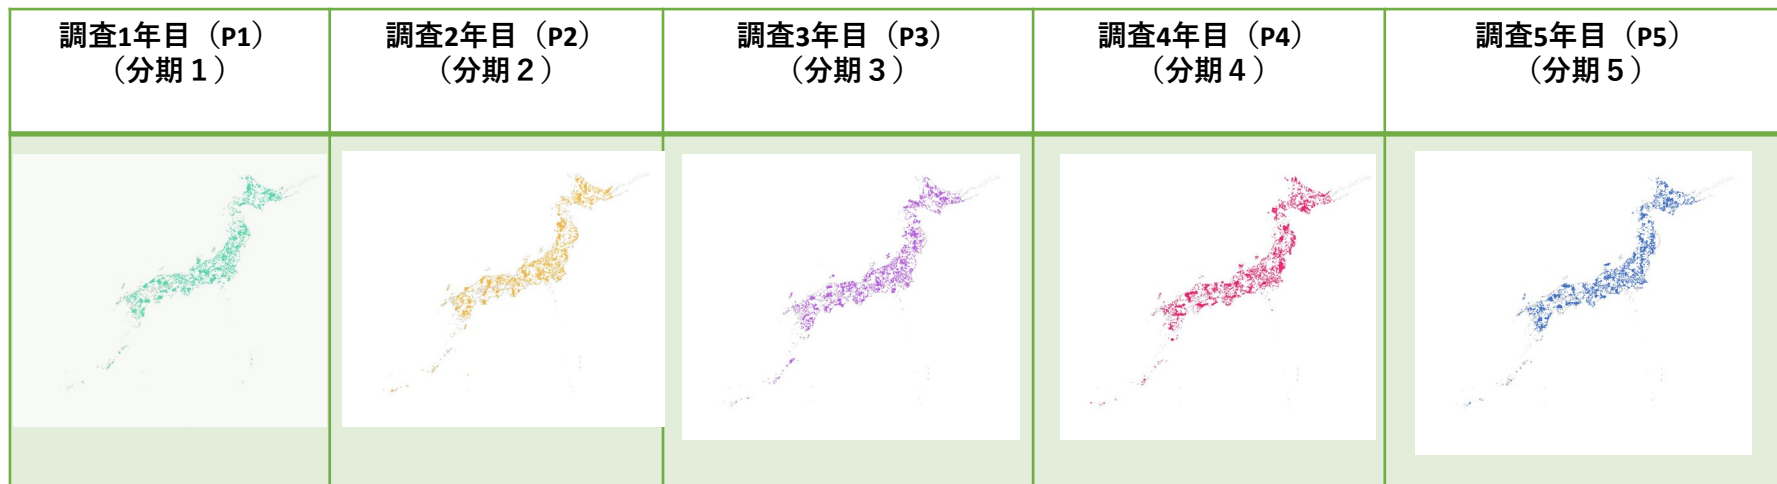 調査1年目（P1）
（分期１）
調査2年目（P2）
（分期２）
調査3年目（P3）
（分期３）
調査4年目（P4）
（分期４）
調査5年目（P5）
（分期５）